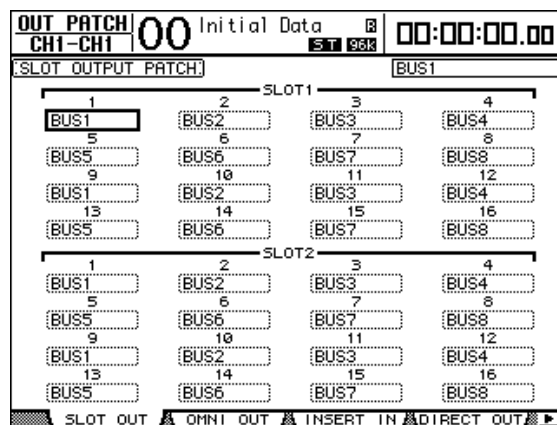 OUT PATCH
CH1-CH1
00
Initial Data
R
ST 96k
00:00:00.00
SLOT OUTPUT PATCH
BUS1
SLOT1
1 2 3 4
BUS1 BUS2 BUS3 BUS4
5 6 7 8
BUS5 BUS6 BUS7 BUS8
9 10 11 12
BUS1 BUS2 BUS3 BUS4
13 14 15 16
BUS5 BUS6 BUS7 BUS8
SLOT2
1 2 3 4
BUS1 BUS2 BUS3 BUS4
5 6 7 8
BUS5 BUS6 BUS7 BUS8
9 10 11 12
BUS1 BUS2 BUS3 BUS4
13 14 15 16
BUS5 BUS6 BUS7 BUS8
SLOT OUT OMNI OUT INSERT IN DIRECT OUT